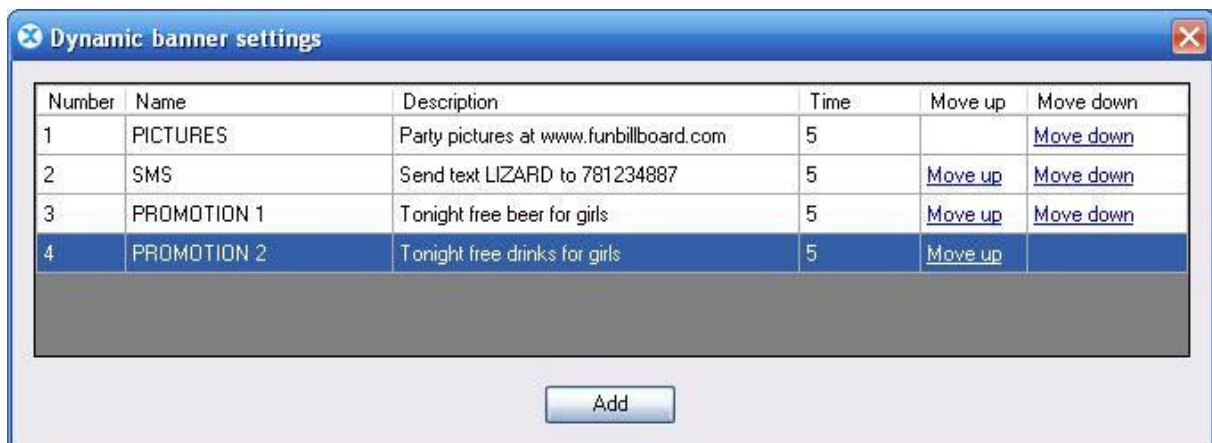 Dynamic banner settings
Number Name Description Time Move up Move down
1 PICTURES Party pictures at www.funbillboard.com 5 Move down
2 SMS Send text LIZARD to 781234887 5 Move up Move down
3 PROMOTION 1 Tonight free beer for girls 5 Move up Move down
4 PROMOTION 2 Tonight free drinks for girls 5 Move up
Add